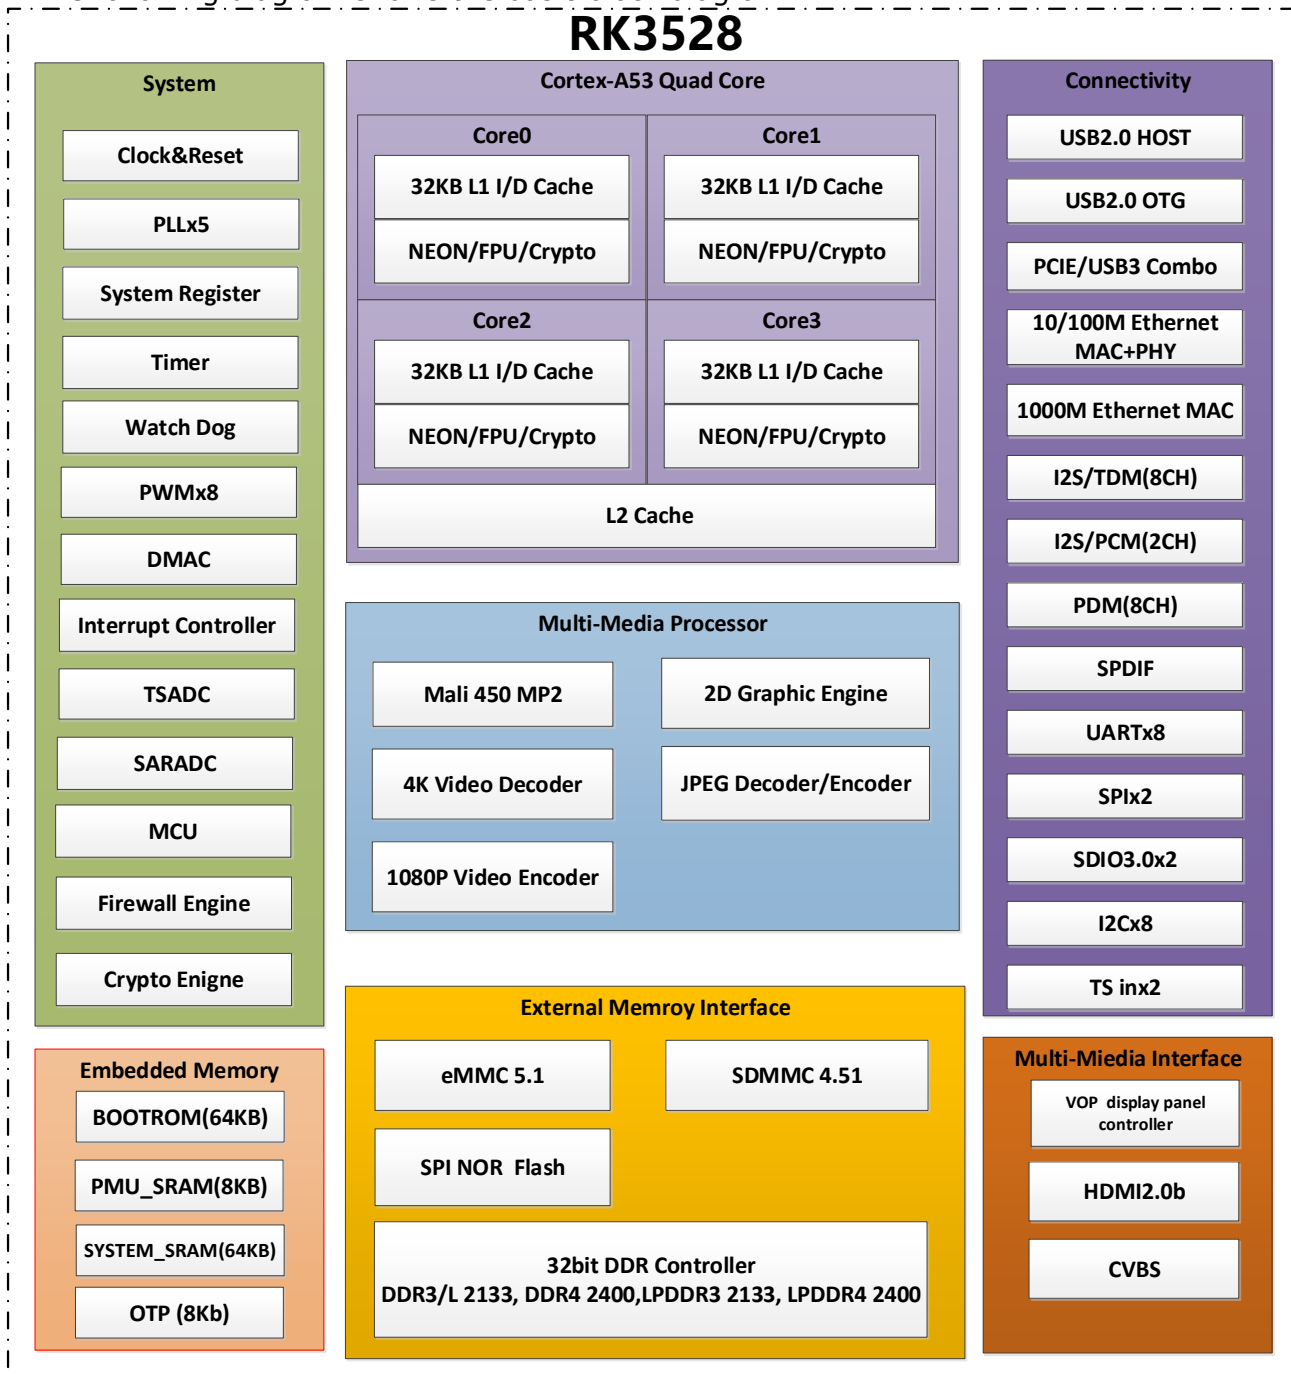 RK3528
System
Clock&Reset
PLLx5
System Register
Timer
Watch Dog
PWMx8
DMAC
Interrupt Controller
TSADC
SARADC
MCU
Firewall Engine
Crypto Enigne
Embedded Memory
BOOTROM(64KB)
PMU_SRAM(8KB)
SYSTEM_SRAM(64KB)
OTP (8Kb)
Cortex-A53 Quad Core
Core0
32KB L1 I/D Cache
NEON/FPU/Crypto
Core1
32KB L1 I/D Cache
NEON/FPU/Crypto
Core2
32KB L1 I/D Cache
NEON/FPU/Crypto
Core3
32KB L1 I/D Cache
NEON/FPU/Crypto
L2 Cache
Multi-Media Processor
Mali 450 MP2
2D Graphic Engine
4K Video Decoder
JPEG Decoder/Encoder
1080P Video Encoder
External Memroy Interface
eMMC 5.1
SDMMC 4.51
SPI NOR  Flash
32bit DDR Controller
DDR3/L 2133, DDR4 2400,LPDDR3 2133, LPDDR4 2400
Connectivity
USB2.0 HOST
USB2.0 OTG
PCIE/USB3 Combo
10/100M Ethernet
MAC+PHY
1000M Ethernet MAC
I2S/TDM(8CH)
I2S/PCM(2CH)
PDM(8CH)
SPDIF
UARTx8
SPIx2
SDIO3.0x2
I2Cx8
TS inx2
Multi-Miedia Interface
VOP  display panel
controller
HDMI2.0b
CVBS